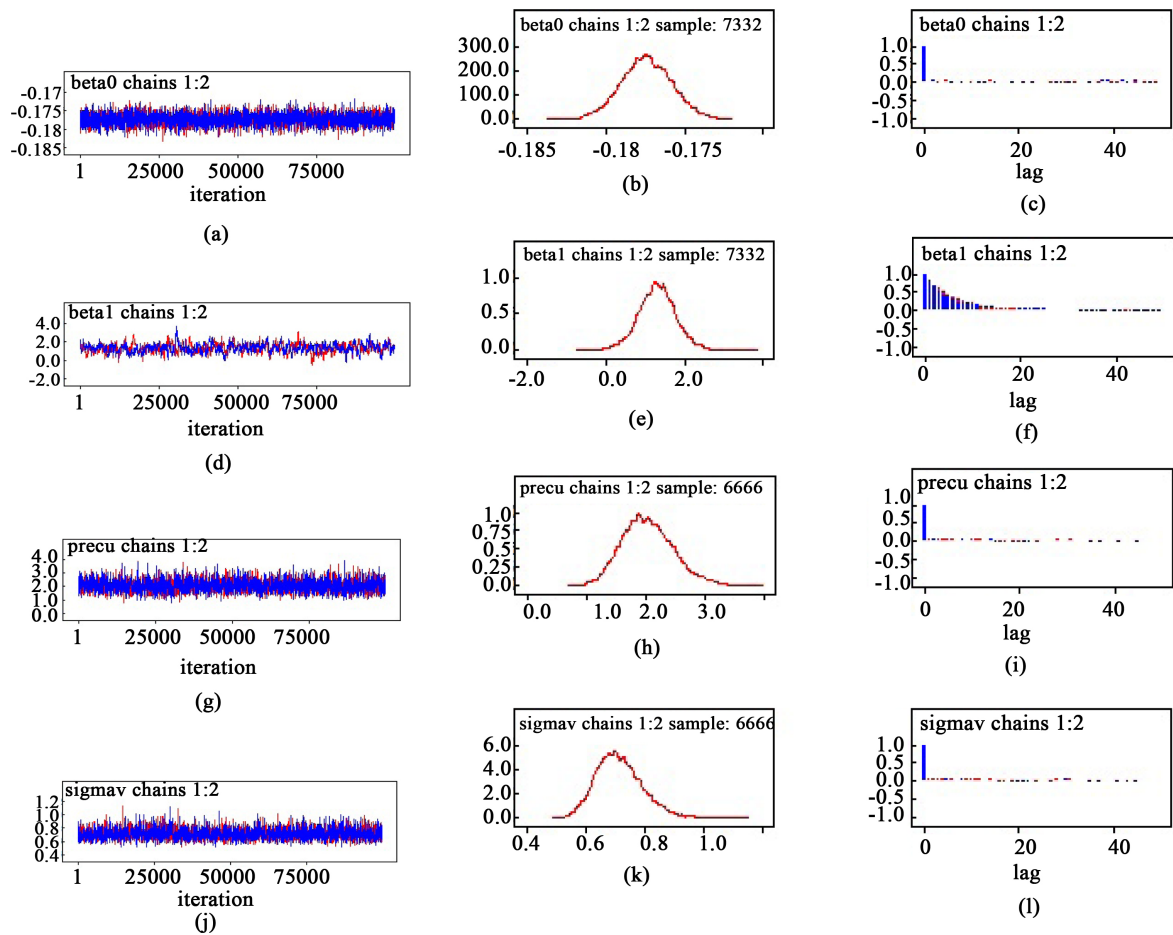 beta0 chains 1:2
-0.17
-0.175
-0.18
-0.185
1 25000 50000 75000
iteration
(a)
beta0 chains 1:2 sample: 7332
300.0
200.0
100.0
0.0
-0.185 -0.18 -0.175
(b)
beta0 chains 1:2
1.0
0.5
0.0
-0.5
-1.0
0 20 40
lag
(c)
beta1 chains 1:2
4.0
2.0
0.0
-2.0
1 25000 50000 75000
iteration
(d)
beta1 chains 1:2 sample: 7332
1.0
0.5
0.0
-2.0 0.0 2.0
(e)
beta1 chains 1:2
1.0
0.5
0.0
-0.5
-1.0
0 20 40
lag
(f)
precu chains 1:2
4.0
3.0
2.0
1.0
0.0
1 25000 50000 75000
iteration
(g)
precu chains 1:2 sample: 6666
1.0
0.75
0.5
0.25
0.0
0.0 1.0 2.0 3.0
(h)
precu chains 1:2
1.0
0.5
0.0
-0.5
-1.0
0 20 40
lag
(i)
sigmav chains 1:2
1.2
1.0
0.8
0.6
0.4
1 25000 50000 75000
iteration
(j)
sigmav chains 1:2 sample: 6666
6.0
4.0
2.0
0.0
0.4 0.6 0.8 1.0
(k)
sigmav chains 1:2
1.0
0.5
0.0
-0.5
-1.0
0 20 40
lag
(l)